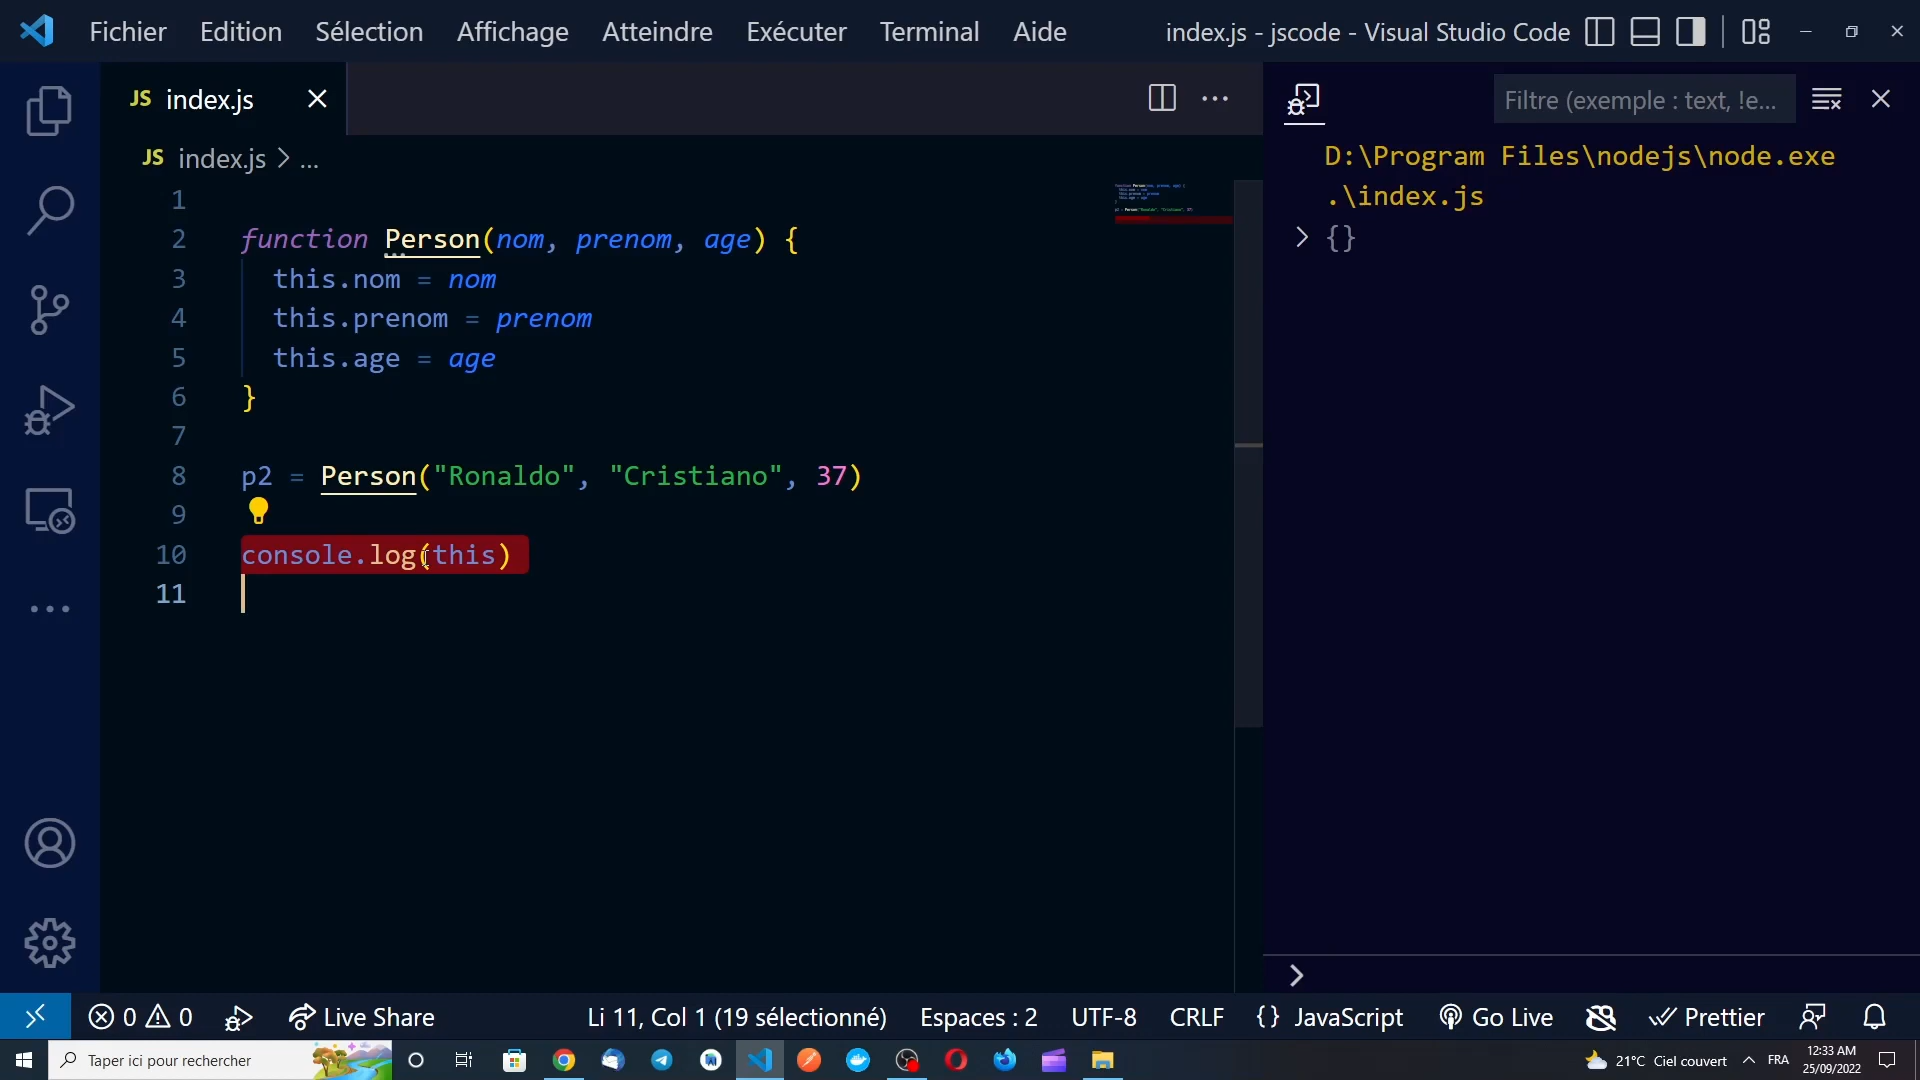 Fichier Edition Sélection Affichage Atteindre Exécuter Terminal Aide index.js - jscode - Visual Studio Code
JS index.js
JS index.js > ...
1
2 function Person(nom, prenom, age) {
3 this.nom = nom
4 this.prenom = prenom
5 this.age = age
6 }
7
8 p2 = Person("Ronaldo", "Cristiano", 37)
9
10 console.log(this)
11
Filtre (exemple : text, !e...
D:\Program Files\nodejs\node.exe
.\index.js
> {}
>
0 0 Live Share Li 11, Col 1 (19 sélectionné) Espaces : 2 UTF-8 CRLF {} JavaScript Go Live Prettier
Taper ici pour rechercher 21°C Ciel couvert FRA 12:33 AM
25/09/2022